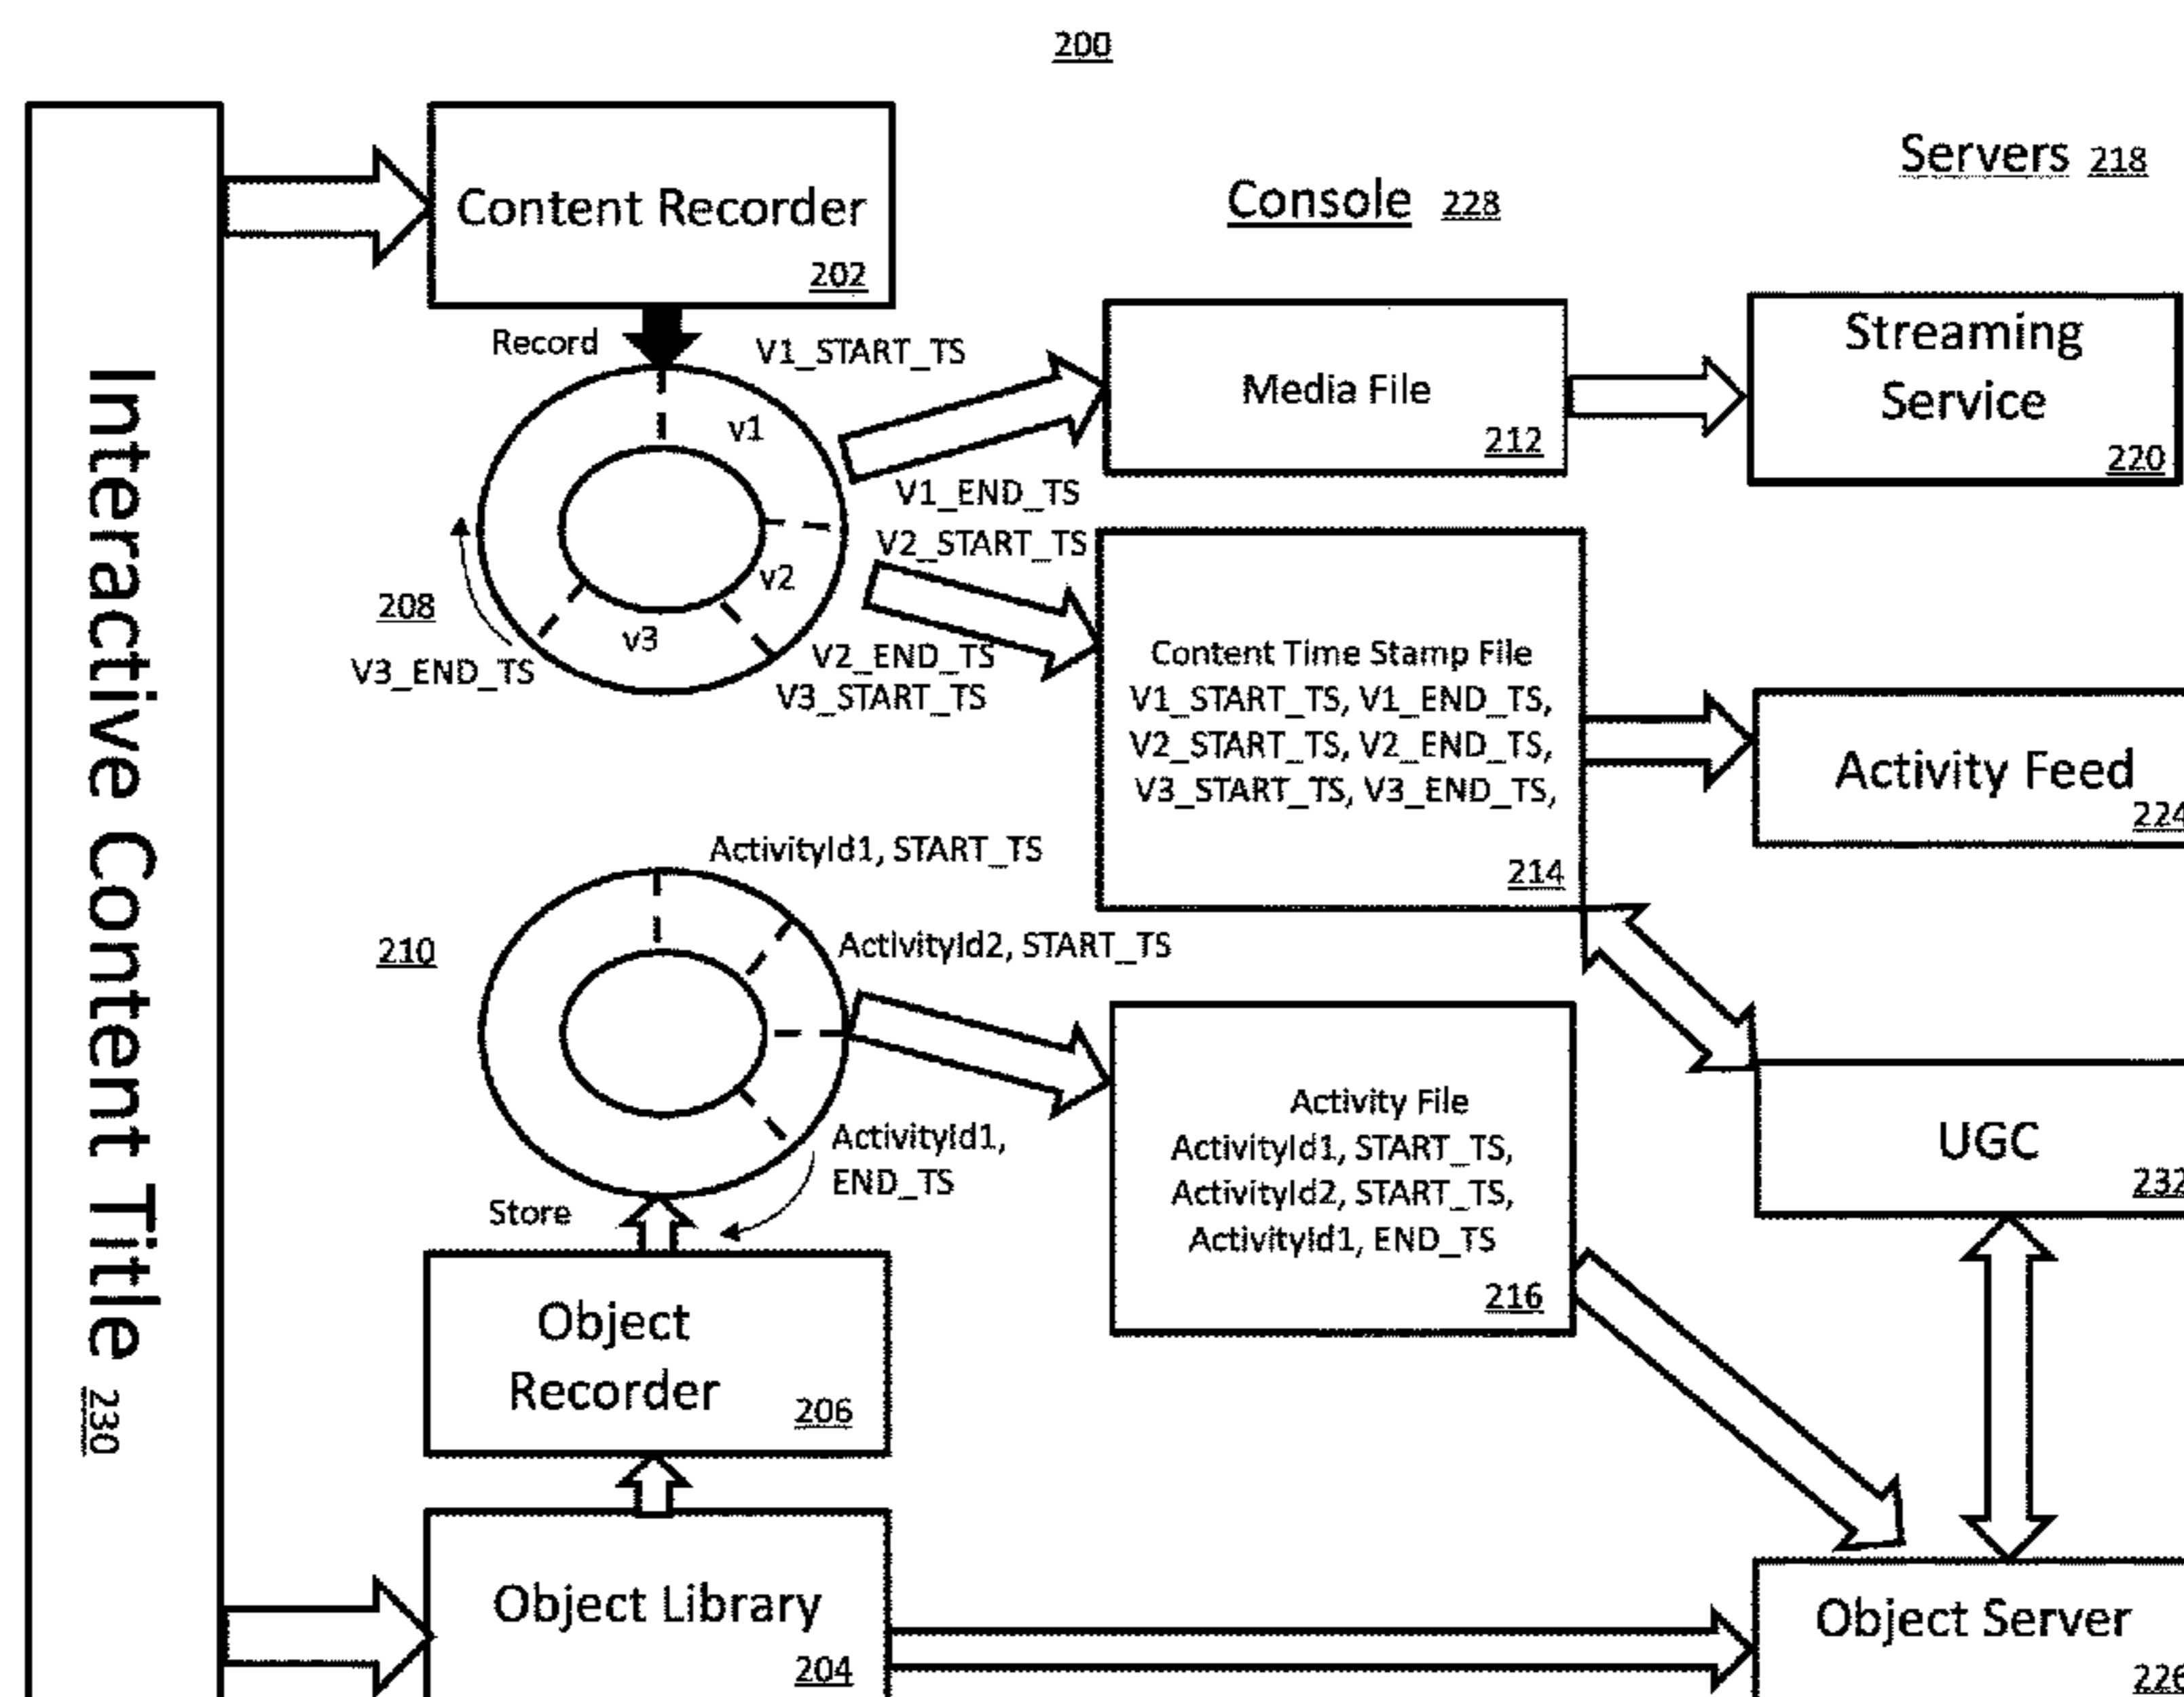 200
Interactive Content Title 230
Content Recorder
202
Console 228
Servers 218
Record
V1_START_TS
v1
V1_END_TS
V2_START_TS
v2
v3
208
V3_END_TS
V2_END_TS
V3_START_TS
Media File
212
Streaming
Service
220
Content Time Stamp File
V1_START_TS, V1_END_TS,
V2_START_TS, V2_END_TS,
V3_START_TS, V3_END_TS,
214
Activity Feed
224
ActivityId1, START_TS
210
ActivityId2, START_TS
ActivityId1,
END_TS
Store
Activity File
ActivityId1, START_TS,
ActivityId2, START_TS,
ActivityId1, END_TS
216
UGC
232
Object
Recorder
206
Object Library
204
Object Server
226